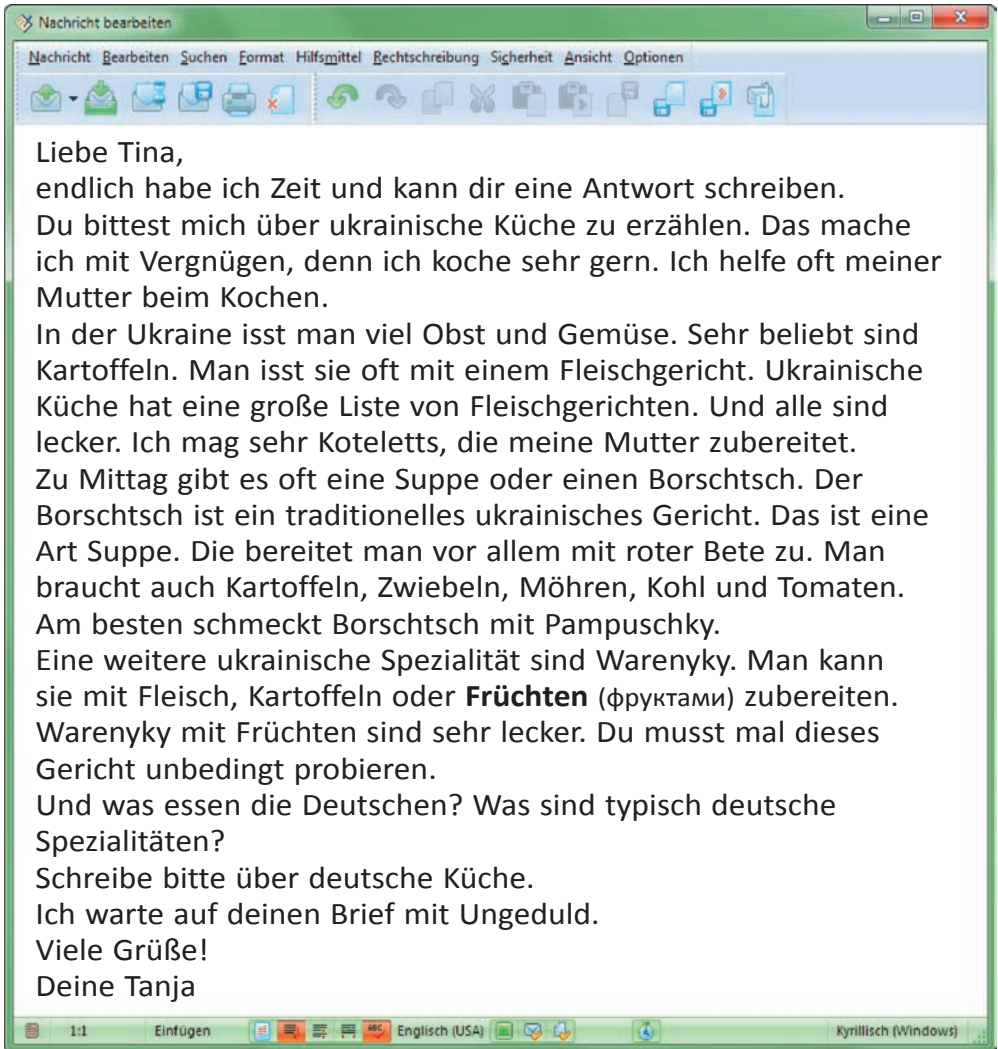 Nachricht bearbeiten
Nachricht Bearbeiten Suchen Format Hilfsmittel Rechtschreibung Sicherheit Ansicht Optionen
Liebe Tina,
endlich habe ich Zeit und kann dir eine Antwort schreiben.
Du bittest mich über ukrainische Küche zu erzählen. Das mache
ich mit Vergnügen, denn ich koche sehr gern. Ich helfe oft meiner
Mutter beim Kochen.
In der Ukraine isst man viel Obst und Gemüse. Sehr beliebt sind
Kartoffeln. Man isst sie oft mit einem Fleischgericht. Ukrainische
Küche hat eine große Liste von Fleischgerichten. Und alle sind
lecker. Ich mag sehr Koteletts, die meine Mutter zubereitet.
Zu Mittag gibt es oft eine Suppe oder einen Borschtsch. Der
Borschtsch ist ein traditionelles ukrainisches Gericht. Das ist eine
Art Suppe. Die bereitet man vor allem mit roter Bete zu. Man
braucht auch Kartoffeln, Zwiebeln, Möhren, Kohl und Tomaten.
Am besten schmeckt Borschtsch mit Pampuschky.
Eine weitere ukrainische Spezialität sind Warenyky. Man kann
sie mit Fleisch, Kartoffeln oder Früchten (фруктами) zubereiten.
Warenyky mit Früchten sind sehr lecker. Du musst mal dieses
Gericht unbedingt probieren.
Und was essen die Deutschen? Was sind typisch deutsche
Spezialitäten?
Schreibe bitte über deutsche Küche.
Ich warte auf deinen Brief mit Ungeduld.
Viele Grüße!
Deine Tanja
1:1 Einfügen ABC Englisch (USA) Kyrillisch (Windows)